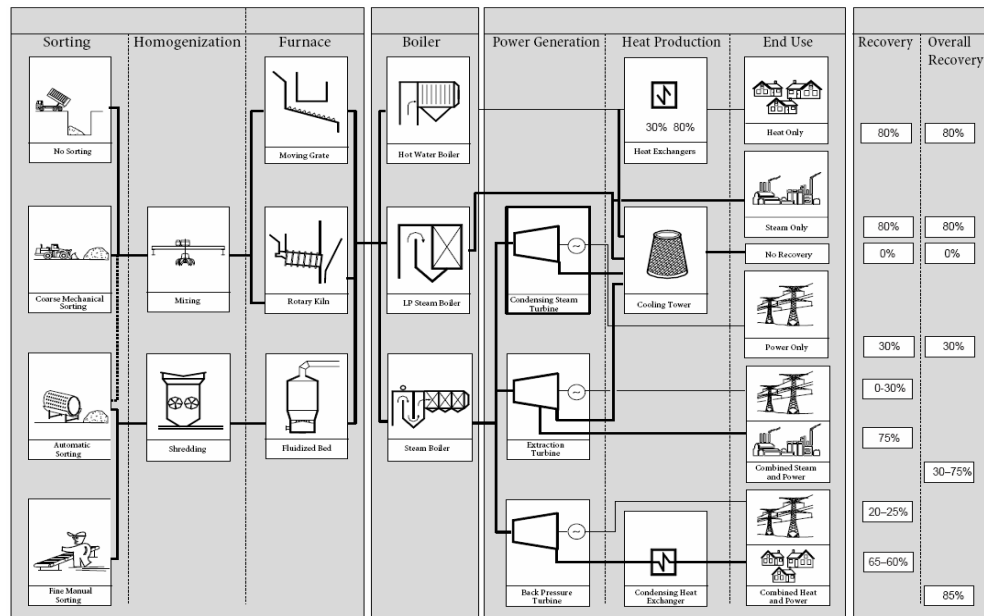 Sorting
Homogenization
Furnace
Boiler
Power Generation
Heat Production
End Use
Recovery
Overall
Recovery
No Sorting
Moving Grate
Hot Water Boiler
30% 80%
Heat Exchangers
Heat Only
80%
80%
Steam Only
80%
80%
No Recovery
0%
0%
Coarse Mechanical
Sorting
Mixing
Rotary Kiln
LP Steam Boiler
Condensing Steam
Turbine
Cooling Tower
Power Only
30%
30%
0-30%
75%
Automatic
Sorting
Shredding
Fluidized Bed
Steam Boiler
Extraction
Turbine
Combined Steam
and Power
30–75%
20–25%
65–60%
Fine Manual
Sorting
Back Pressure
Turbine
Condensing Heat
Exchanger
Combined Heat
and Power
85%